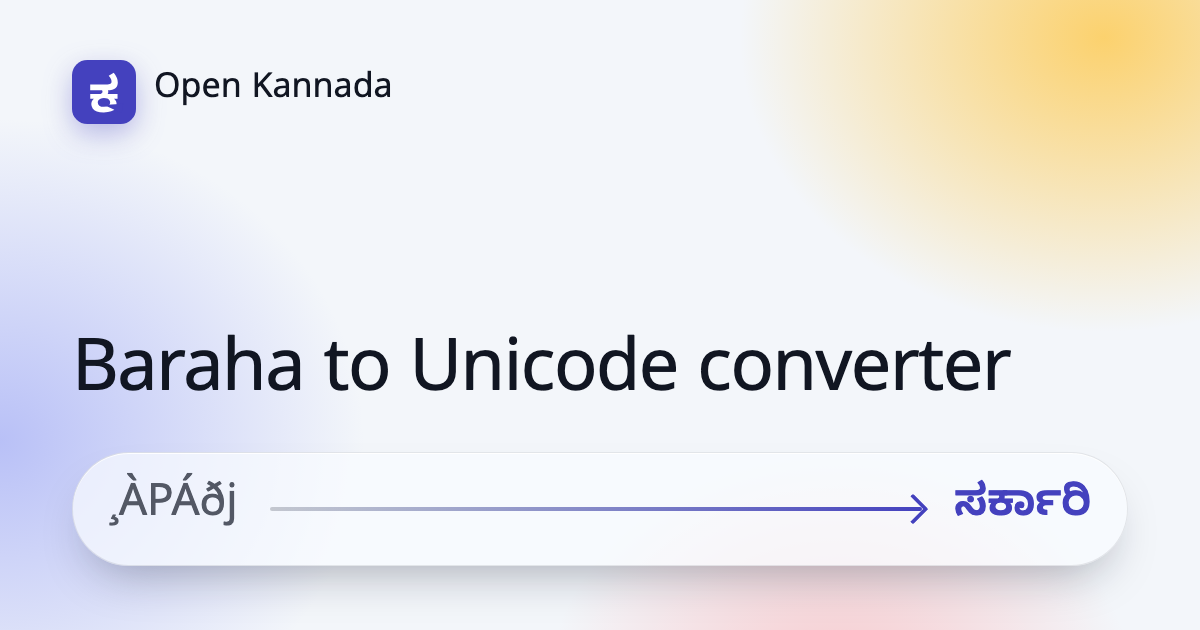 ಕ
Open Kannada
Baraha to Unicode converter
¸ÀPÁðj
ಸರ್ಕಾರಿ